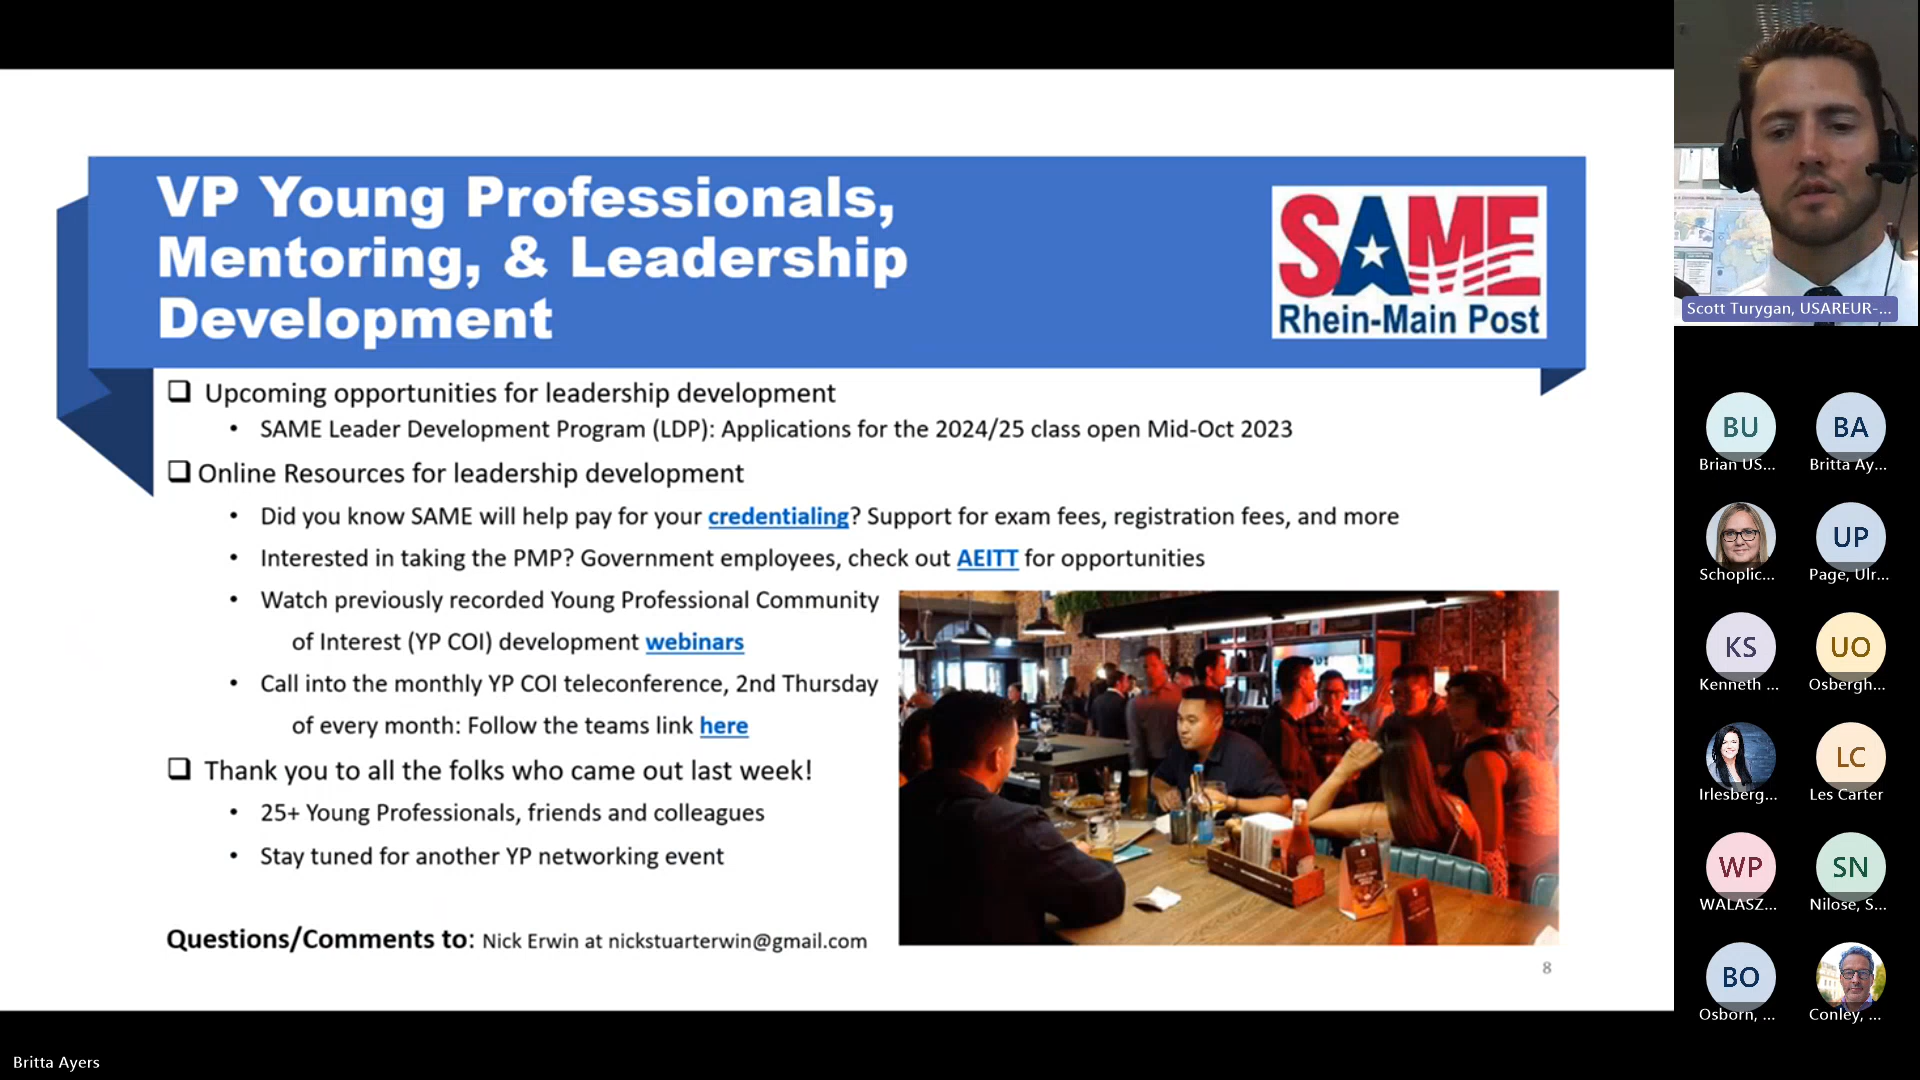 VP Young Professionals,
Mentoring, & Leadership
Development
SAME
Rhein-Main Post
Upcoming opportunities for leadership development
• SAME Leader Development Program (LDP): Applications for the 2024/25 class open Mid-Oct 2023
Online Resources for leadership development
• Did you know SAME will help pay for your credentialing? Support for exam fees, registration fees, and more
• Interested in taking the PMP? Government employees, check out AEITT for opportunities
• Watch previously recorded Young Professional Community
of Interest (YP COI) development webinars
• Call into the monthly YP COI teleconference, 2nd Thursday
of every month: Follow the teams link here
Thank you to all the folks who came out last week!
• 25+ Young Professionals, friends and colleagues
• Stay tuned for another YP networking event
Questions/Comments to: Nick Erwin at nickstuarterwin@gmail.com
8
Britta Ayers
Scott Turygan, USAREUR-...
BU
Brian US...
BA
Britta Ay...
Schoplic...
UP
Page, Ulr...
KS
Kenneth ...
UO
Osbergh...
Irlesberg...
LC
Les Carter
WP
WALASZ...
SN
Nilose, S...
BO
Osborn, ...
Conley, ...